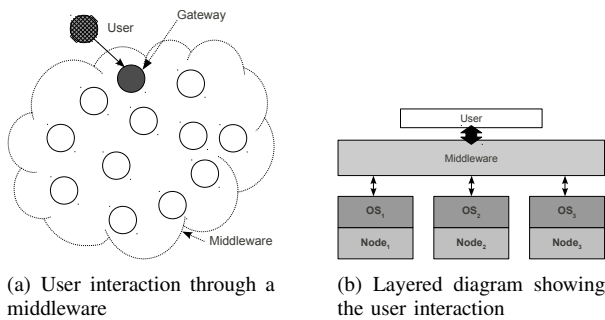 User
Gateway
Middleware
(a) User interaction through a
middleware
User
Middleware
OS₁
OS₂
OS₃
Node₁
Node₂
Node₃
(b) Layered diagram showing
the user interaction